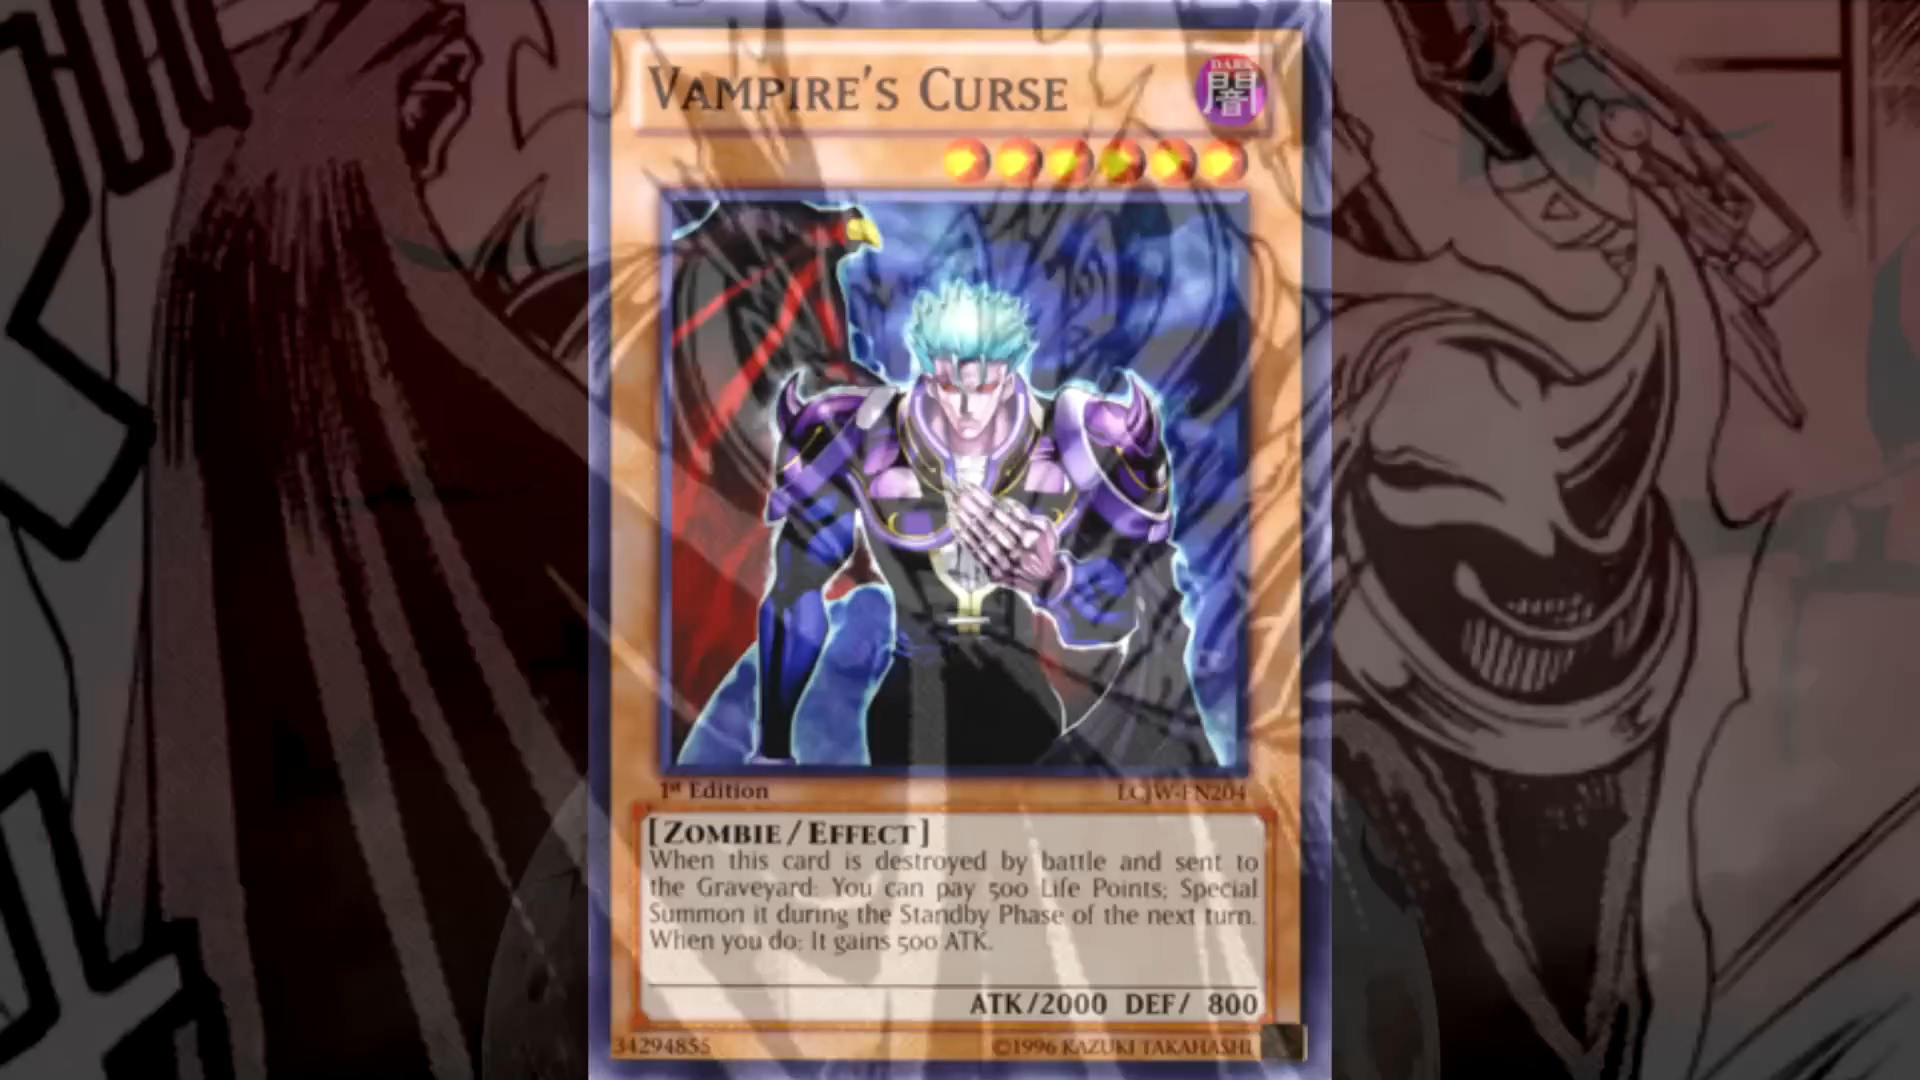 VAMPIRE'S CURSE
DARK
闇
1st Edition
LCJW-EN204
[ZOMBIE/EFFECT]
When this card is destroyed by battle and sent to
the Graveyard: You can pay 500 Life Points; Special
Summon it during the Standby Phase of the next turn.
When you do: It gains 500 ATK.
ATK/2000 DEF/ 800
34294855
©1996 KAZUKI TAKAHASHI